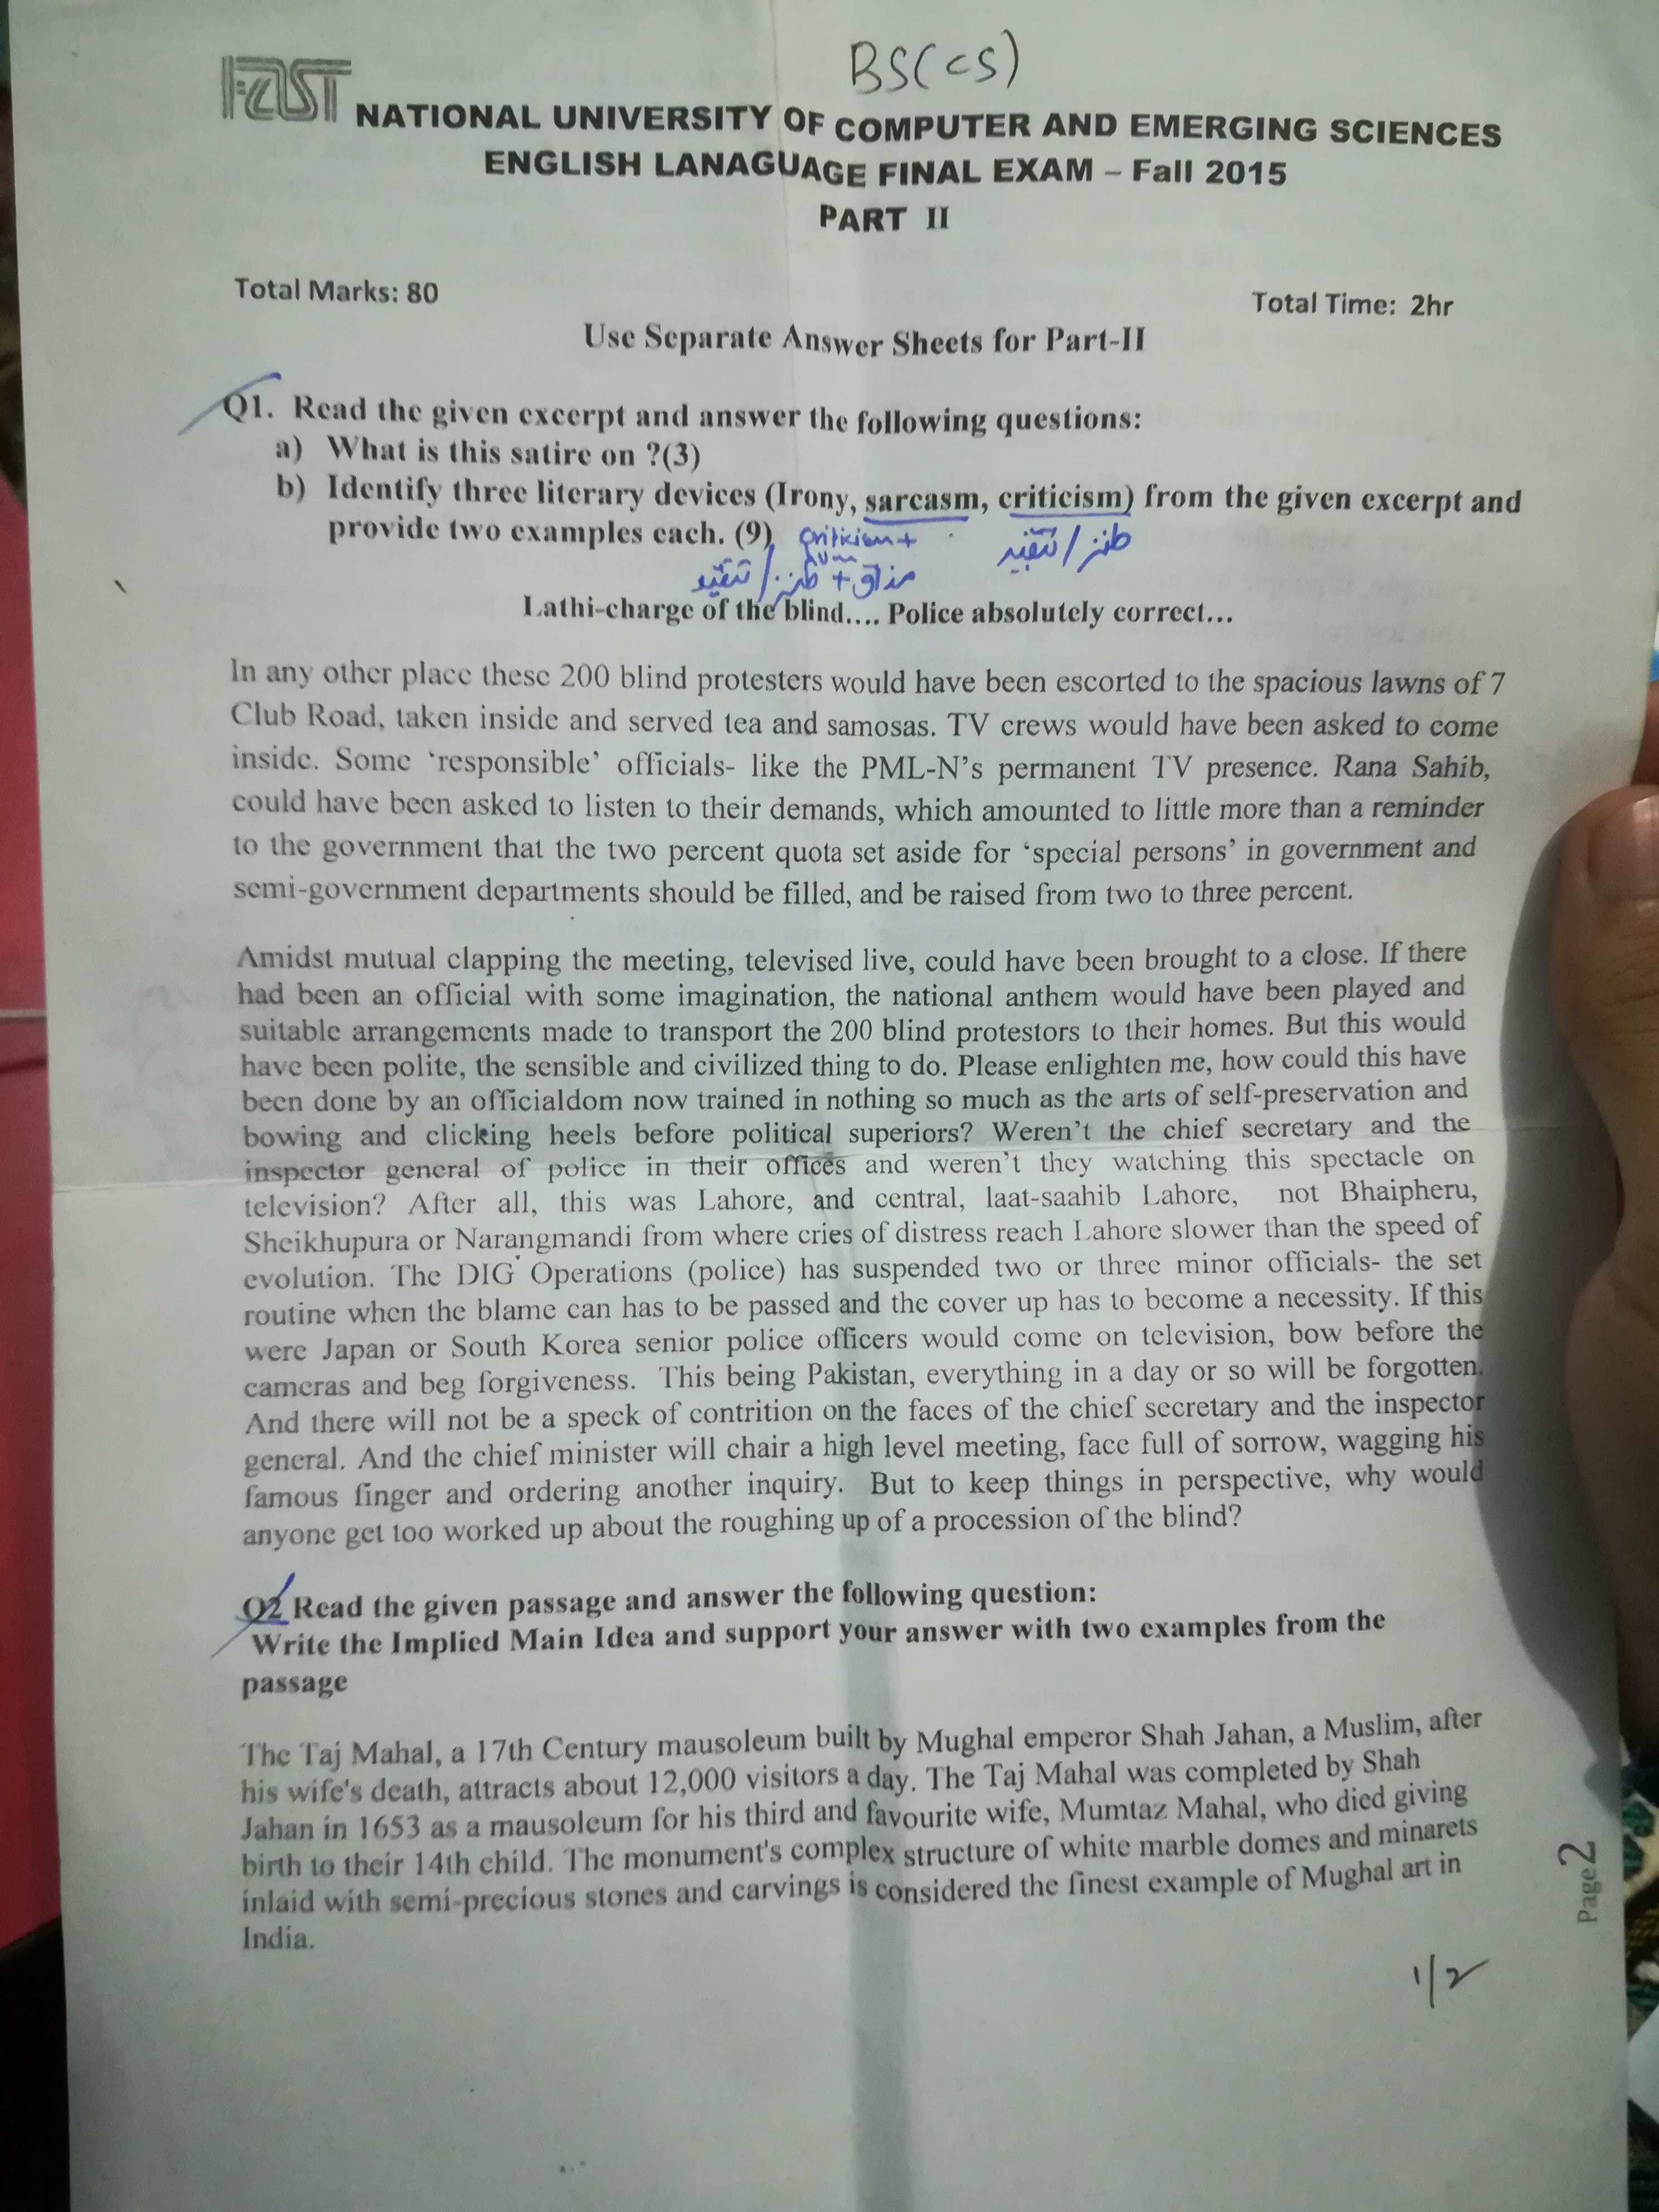 BS(CS)
FAST NATIONAL UNIVERSITY OF COMPUTER AND EMERGING SCIENCES
ENGLISH LANAGUAGE FINAL EXAM – Fall 2015
PART II
Total Marks: 80 Total Time: 2hr
Use Separate Answer Sheets for Part-II
Q1. Read the given excerpt and answer the following questions:
a) What is this satire on ?(3)
b) Identify three literary devices (Irony, sarcasm, criticism) from the given excerpt and
provide two examples each. (9) criticism + طنز / تنقید
hum
تنقید / طنز + مذاق
Lathi-charge of the blind.... Police absolutely correct...
In any other place these 200 blind protesters would have been escorted to the spacious lawns of 7
Club Road, taken inside and served tea and samosas. TV crews would have been asked to come
inside. Some ‘responsible’ officials- like the PML-N’s permanent TV presence. Rana Sahib,
could have been asked to listen to their demands, which amounted to little more than a reminder
to the government that the two percent quota set aside for ‘special persons’ in government and
semi-government departments should be filled, and be raised from two to three percent.
Amidst mutual clapping the meeting, televised live, could have been brought to a close. If there
had been an official with some imagination, the national anthem would have been played and
suitable arrangements made to transport the 200 blind protestors to their homes. But this would
have been polite, the sensible and civilized thing to do. Please enlighten me, how could this have
been done by an officialdom now trained in nothing so much as the arts of self-preservation and
bowing and clicking heels before political superiors? Weren’t the chief secretary and the
inspector general of police in their offices and weren’t they watching this spectacle on
television? After all, this was Lahore, and central, laat-saahib Lahore, not Bhaipheru,
Sheikhupura or Narangmandi from where cries of distress reach Lahore slower than the speed of
evolution. The DIG Operations (police) has suspended two or three minor officials- the set
routine when the blame can has to be passed and the cover up has to become a necessity. If this
were Japan or South Korea senior police officers would come on television, bow before the
cameras and beg forgiveness. This being Pakistan, everything in a day or so will be forgotten.
And there will not be a speck of contrition on the faces of the chief secretary and the inspector
general. And the chief minister will chair a high level meeting, face full of sorrow, wagging his
famous finger and ordering another inquiry. But to keep things in perspective, why would
anyone get too worked up about the roughing up of a procession of the blind?
Q2 Read the given passage and answer the following question:
Write the Implied Main Idea and support your answer with two examples from the
passage
The Taj Mahal, a 17th Century mausoleum built by Mughal emperor Shah Jahan, a Muslim, after
his wife's death, attracts about 12,000 visitors a day. The Taj Mahal was completed by Shah
Jahan in 1653 as a mausoleum for his third and favourite wife, Mumtaz Mahal, who died giving
birth to their 14th child. The monument's complex structure of white marble domes and minarets
inlaid with semi-precious stones and carvings is considered the finest example of Mughal art in
India.
Page 2
1/2